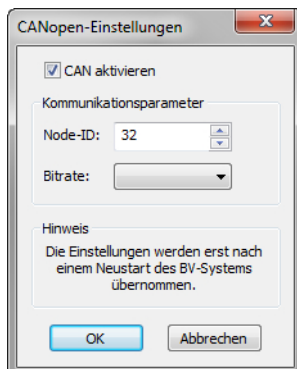 CANopen-Einstellungen
CAN aktivieren
Kommunikationsparameter
Node-ID: 32
Bitrate:
Hinweis
Die Einstellungen werden erst nach
einem Neustart des BV-Systems
übernommen.
OK Abbrechen